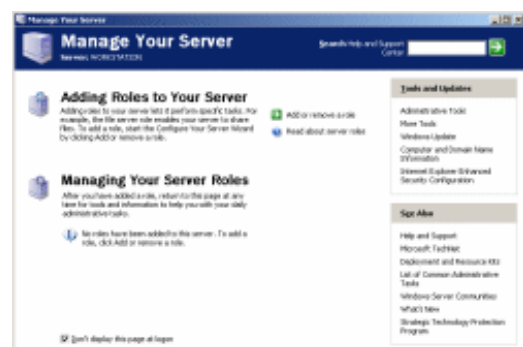 Manage Your Server
Manage Your Server
Server: WORKSTATION
Search Help and Support
Center
Adding Roles to Your Server
Adding roles to your server lets it perform specific tasks. For
example, the file server role enables your server to share
files. To add a role, start the Configure Your Server Wizard
by clicking Add or remove a role.
Add or remove a role
Read about server roles
Managing Your Server Roles
After you have added a role, return to this page at any
time for tools and information to help you with your daily
administrative tasks.
No roles have been added to this server. To add a
role, click Add or remove a role.
Don't display this page at logon
Tools and Updates
Administrative Tools
More Tools
Windows Update
Computer and Domain Name
Information
Internet Explorer Enhanced
Security Configuration
See Also
Help and Support
Microsoft TechNet
Deployment and Resource Kits
List of Common Administrative
Tasks
Windows Server Communities
What's New
Strategic Technology Protection
Program